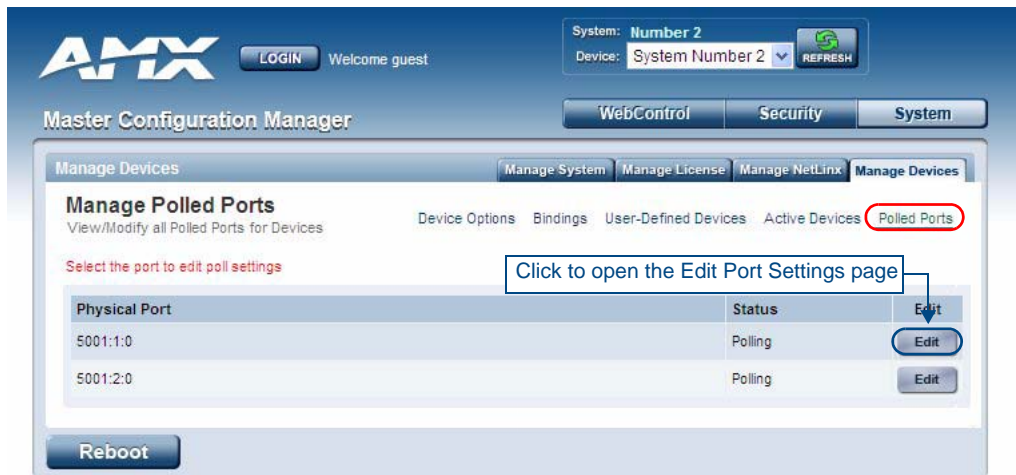 AMX
LOGIN Welcome guest
System: Number 2
Device: System Number 2
REFRESH
Master Configuration Manager
WebControl Security System
Manage Devices
Manage System Manage License Manage NetLinx Manage Devices
Manage Polled Ports
View/Modify all Polled Ports for Devices
Device Options Bindings User-Defined Devices Active Devices Polled Ports
Select the port to edit poll settings
Click to open the Edit Port Settings page
Physical Port Status Edit
5001:1:0 Polling Edit
5001:2:0 Polling Edit
Reboot